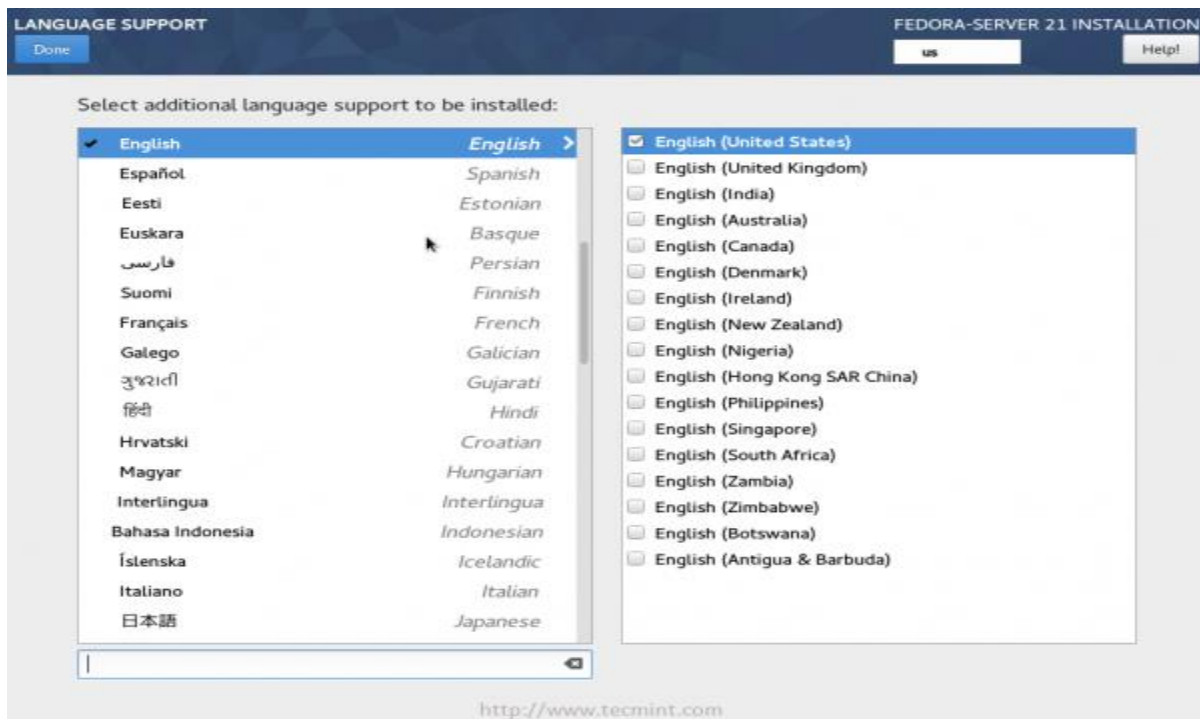 LANGUAGE SUPPORT
FEDORA-SERVER 21 INSTALLATION
Done
us
Help!
Select additional language support to be installed:
English English
Español Spanish
Eesti Estonian
Euskara Basque
فارسی Persian
Suomi Finnish
Français French
Galego Galician
ગુજરાતી Gujarati
हिंदी Hindi
Hrvatski Croatian
Magyar Hungarian
Interlingua Interlingua
Bahasa Indonesia Indonesian
Íslenska Icelandic
Italiano Italian
日本語 Japanese
English (United States)
English (United Kingdom)
English (India)
English (Australia)
English (Canada)
English (Denmark)
English (Ireland)
English (New Zealand)
English (Nigeria)
English (Hong Kong SAR China)
English (Philippines)
English (Singapore)
English (South Africa)
English (Zambia)
English (Zimbabwe)
English (Botswana)
English (Antigua & Barbuda)
http://www.tecmint.com